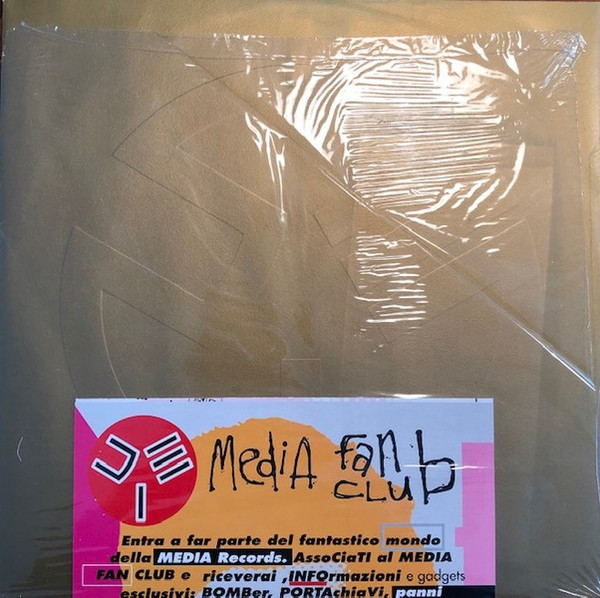 Media fan club
Entra a far parte del fantastico mondo
della MEDIA Records. AssoCiaTI al MEDIA
FAN CLUB e riceverai ,INFOrmazioni e gadgets
esclusivi: BOMBer, PORTAchiaVi, panni